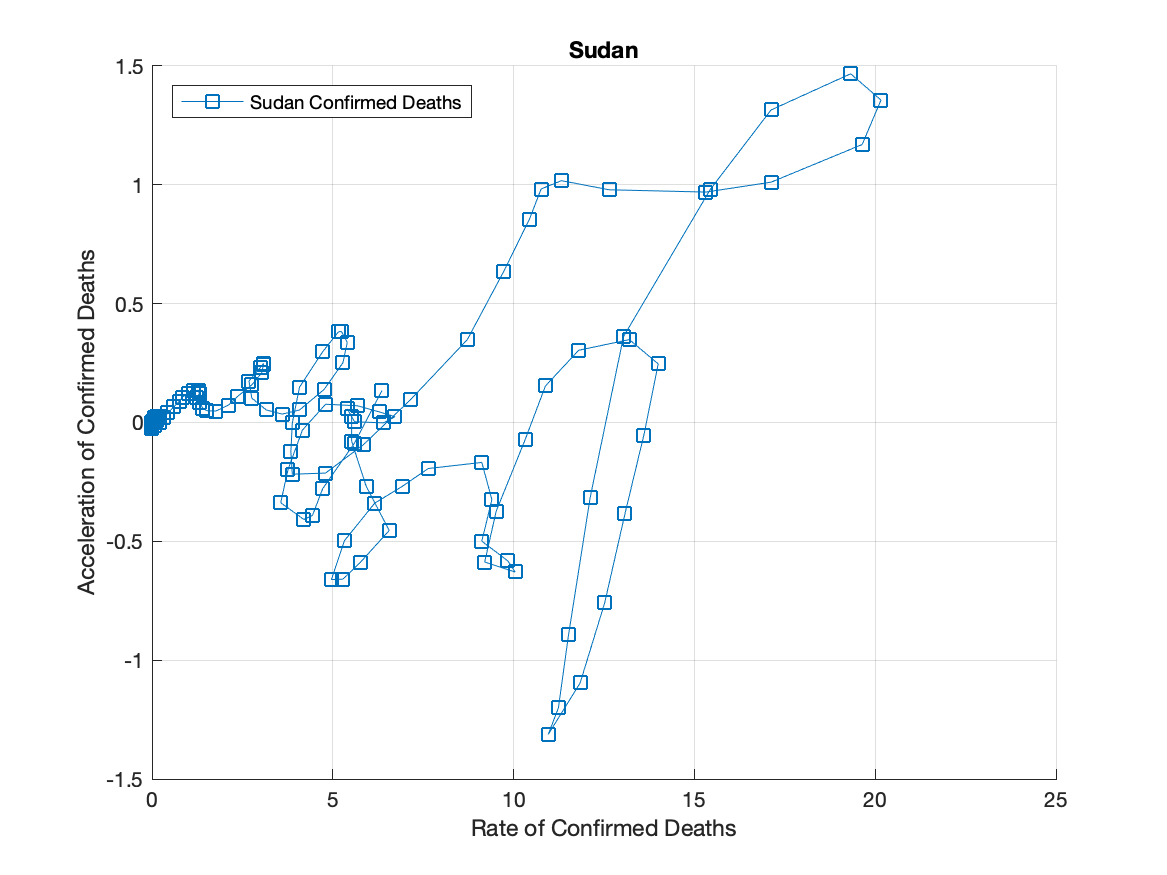 Sudan
Sudan Confirmed Deaths
1.5
1
0.5
0
-0.5
-1
-1.5
Acceleration of Confirmed Deaths
0 5 10 15 20 25
Rate of Confirmed Deaths